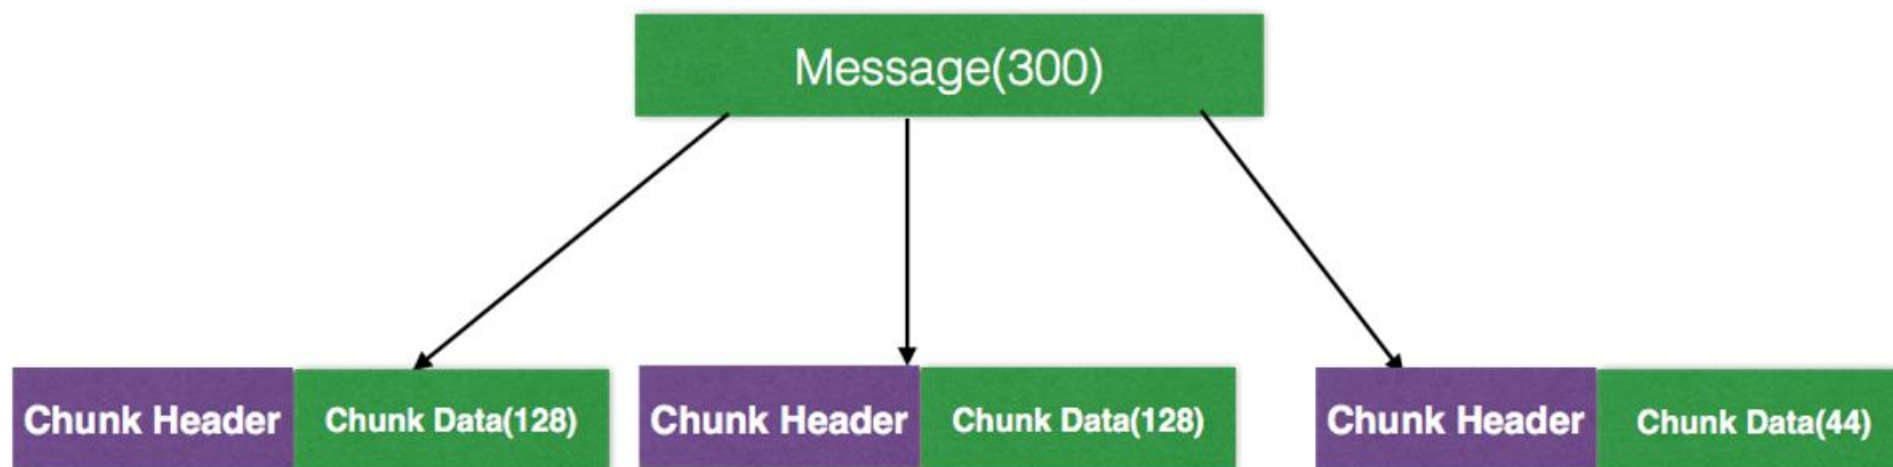 Message(300)
Chunk Header
Chunk Data(128)
Chunk Header
Chunk Data(128)
Chunk Header
Chunk Data(44)